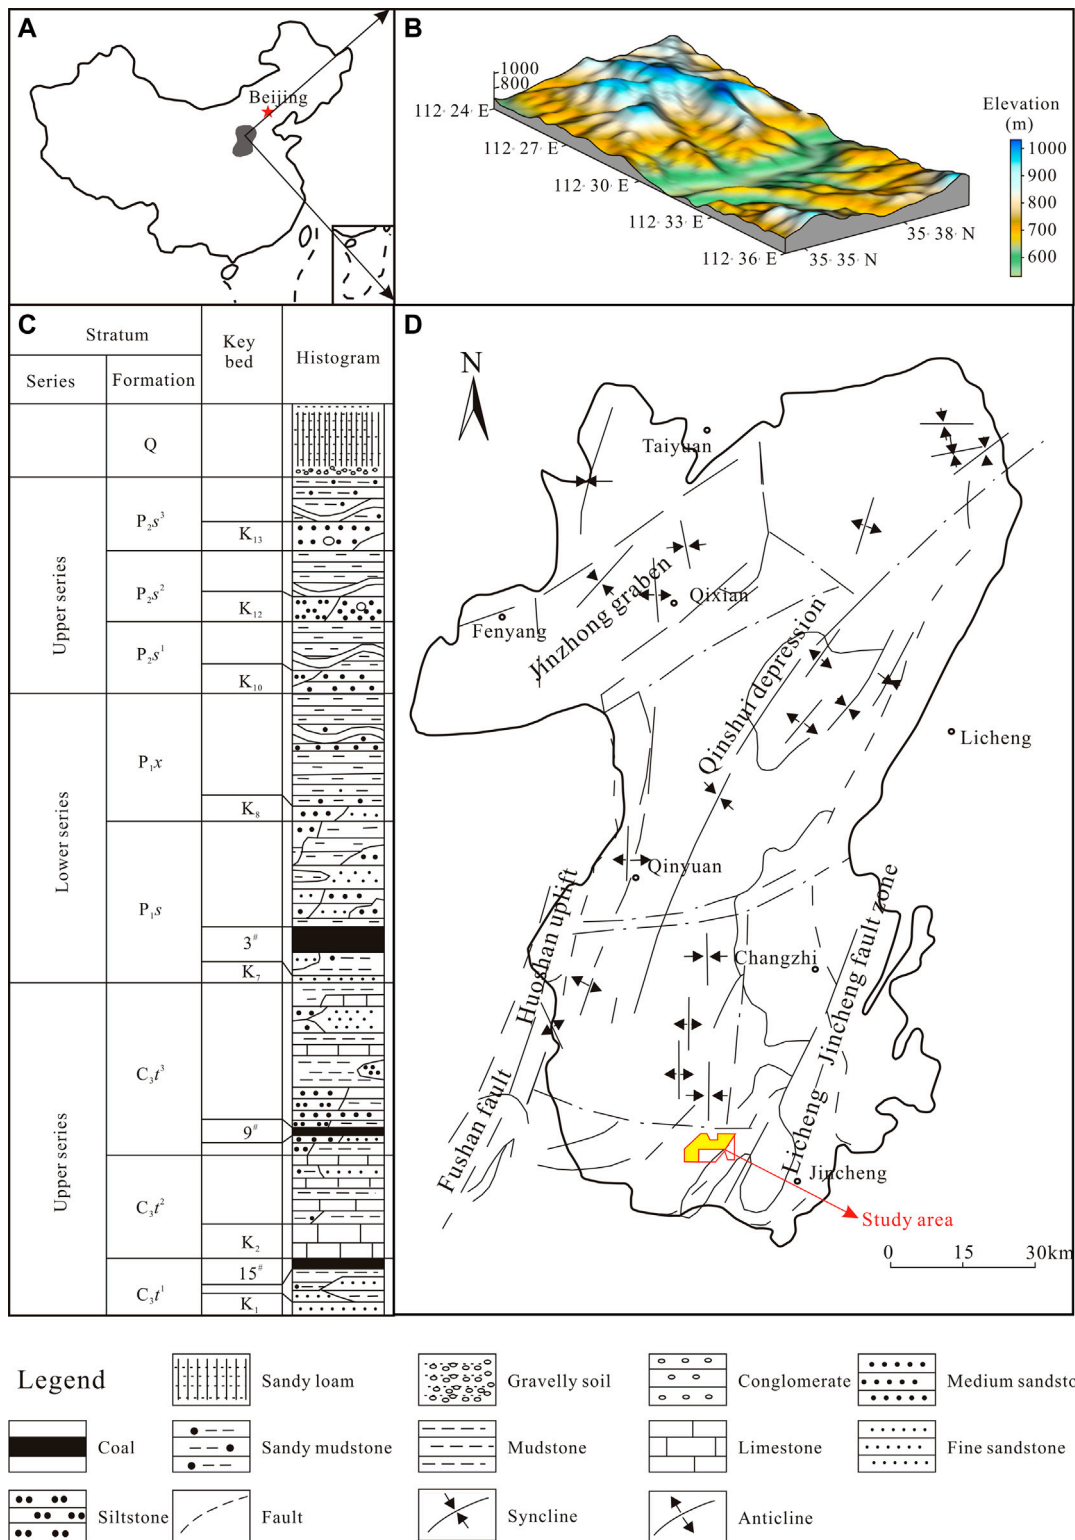 A
Beijing
B
1000
800
112° 24′ E
112° 27′ E
112° 30′ E
112° 33′ E
112° 36′ E
35° 35′ N
35° 38′ N
Elevation
(m)
1000
900
800
700
600
C
Stratum
Key
bed
Histogram
Series
Formation
Q
Upper series
P₂s³
K₁₃
P₂s²
K₁₂
P₂s¹
K₁₀
Lower series
P₁x
K₈
P₁s
3#
K₇
Upper series
C₃t³
9#
C₃t²
K₂
15#
C₃t¹
K₁
D
N
Taiyuan
Jinzhong graben
Qixian
Fenyang
Qinshui depression
Licheng
Qinyuan
Huoshan uplift
Changzhi
Licheng Jincheng fault zone
Fushan fault
Jincheng
Study area
0 15 30km
Legend
Sandy loam
Gravelly soil
Conglomerate
Medium sandsto
Coal
Sandy mudstone
Mudstone
Limestone
Fine sandstone
Siltstone
Fault
Syncline
Anticline